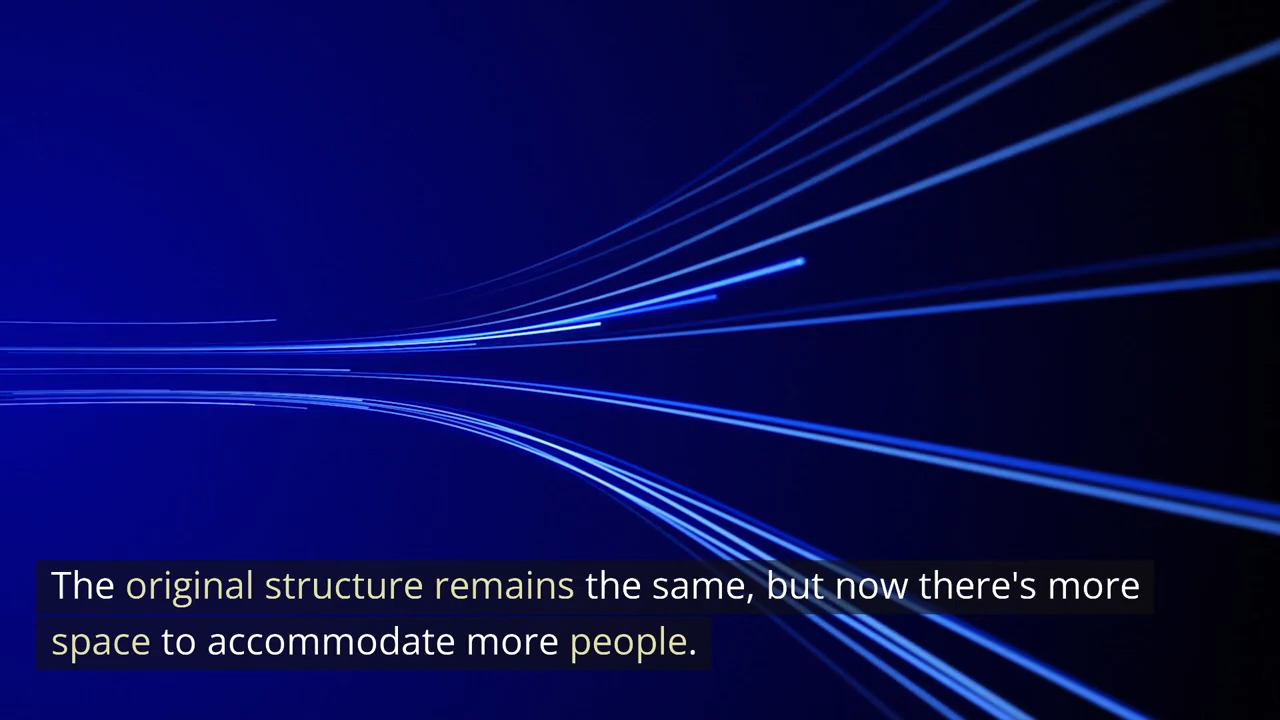 The original structure remains the same, but now there's more
space to accommodate more people.